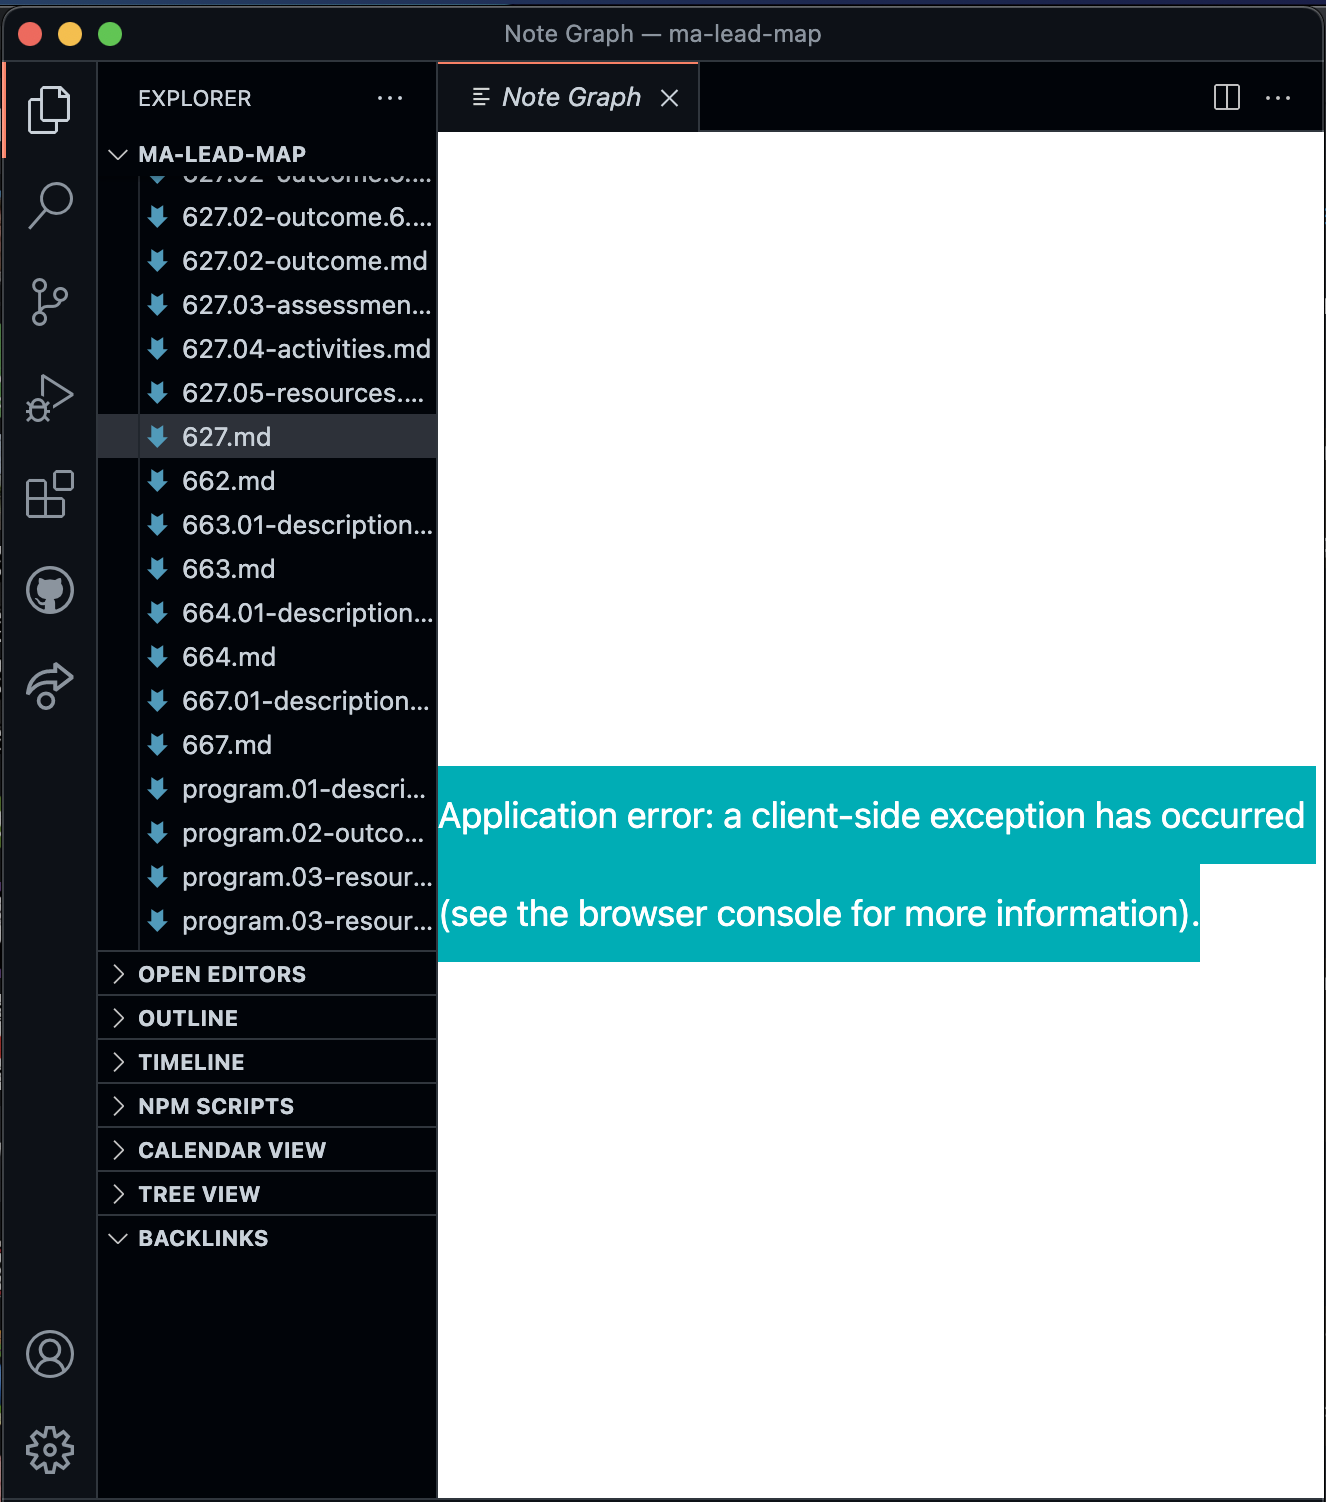 Note Graph — ma-lead-map
EXPLORER
Note Graph
MA-LEAD-MAP
627.02-outcome.6....
627.02-outcome.md
627.03-assessmen...
627.04-activities.md
627.05-resources....
627.md
662.md
663.01-description...
663.md
664.01-description...
664.md
667.01-description...
667.md
program.01-descri...
program.02-outco...
program.03-resour...
program.03-resour...
OPEN EDITORS
OUTLINE
TIMELINE
NPM SCRIPTS
CALENDAR VIEW
TREE VIEW
BACKLINKS
Application error: a client-side exception has occurred
(see the browser console for more information).